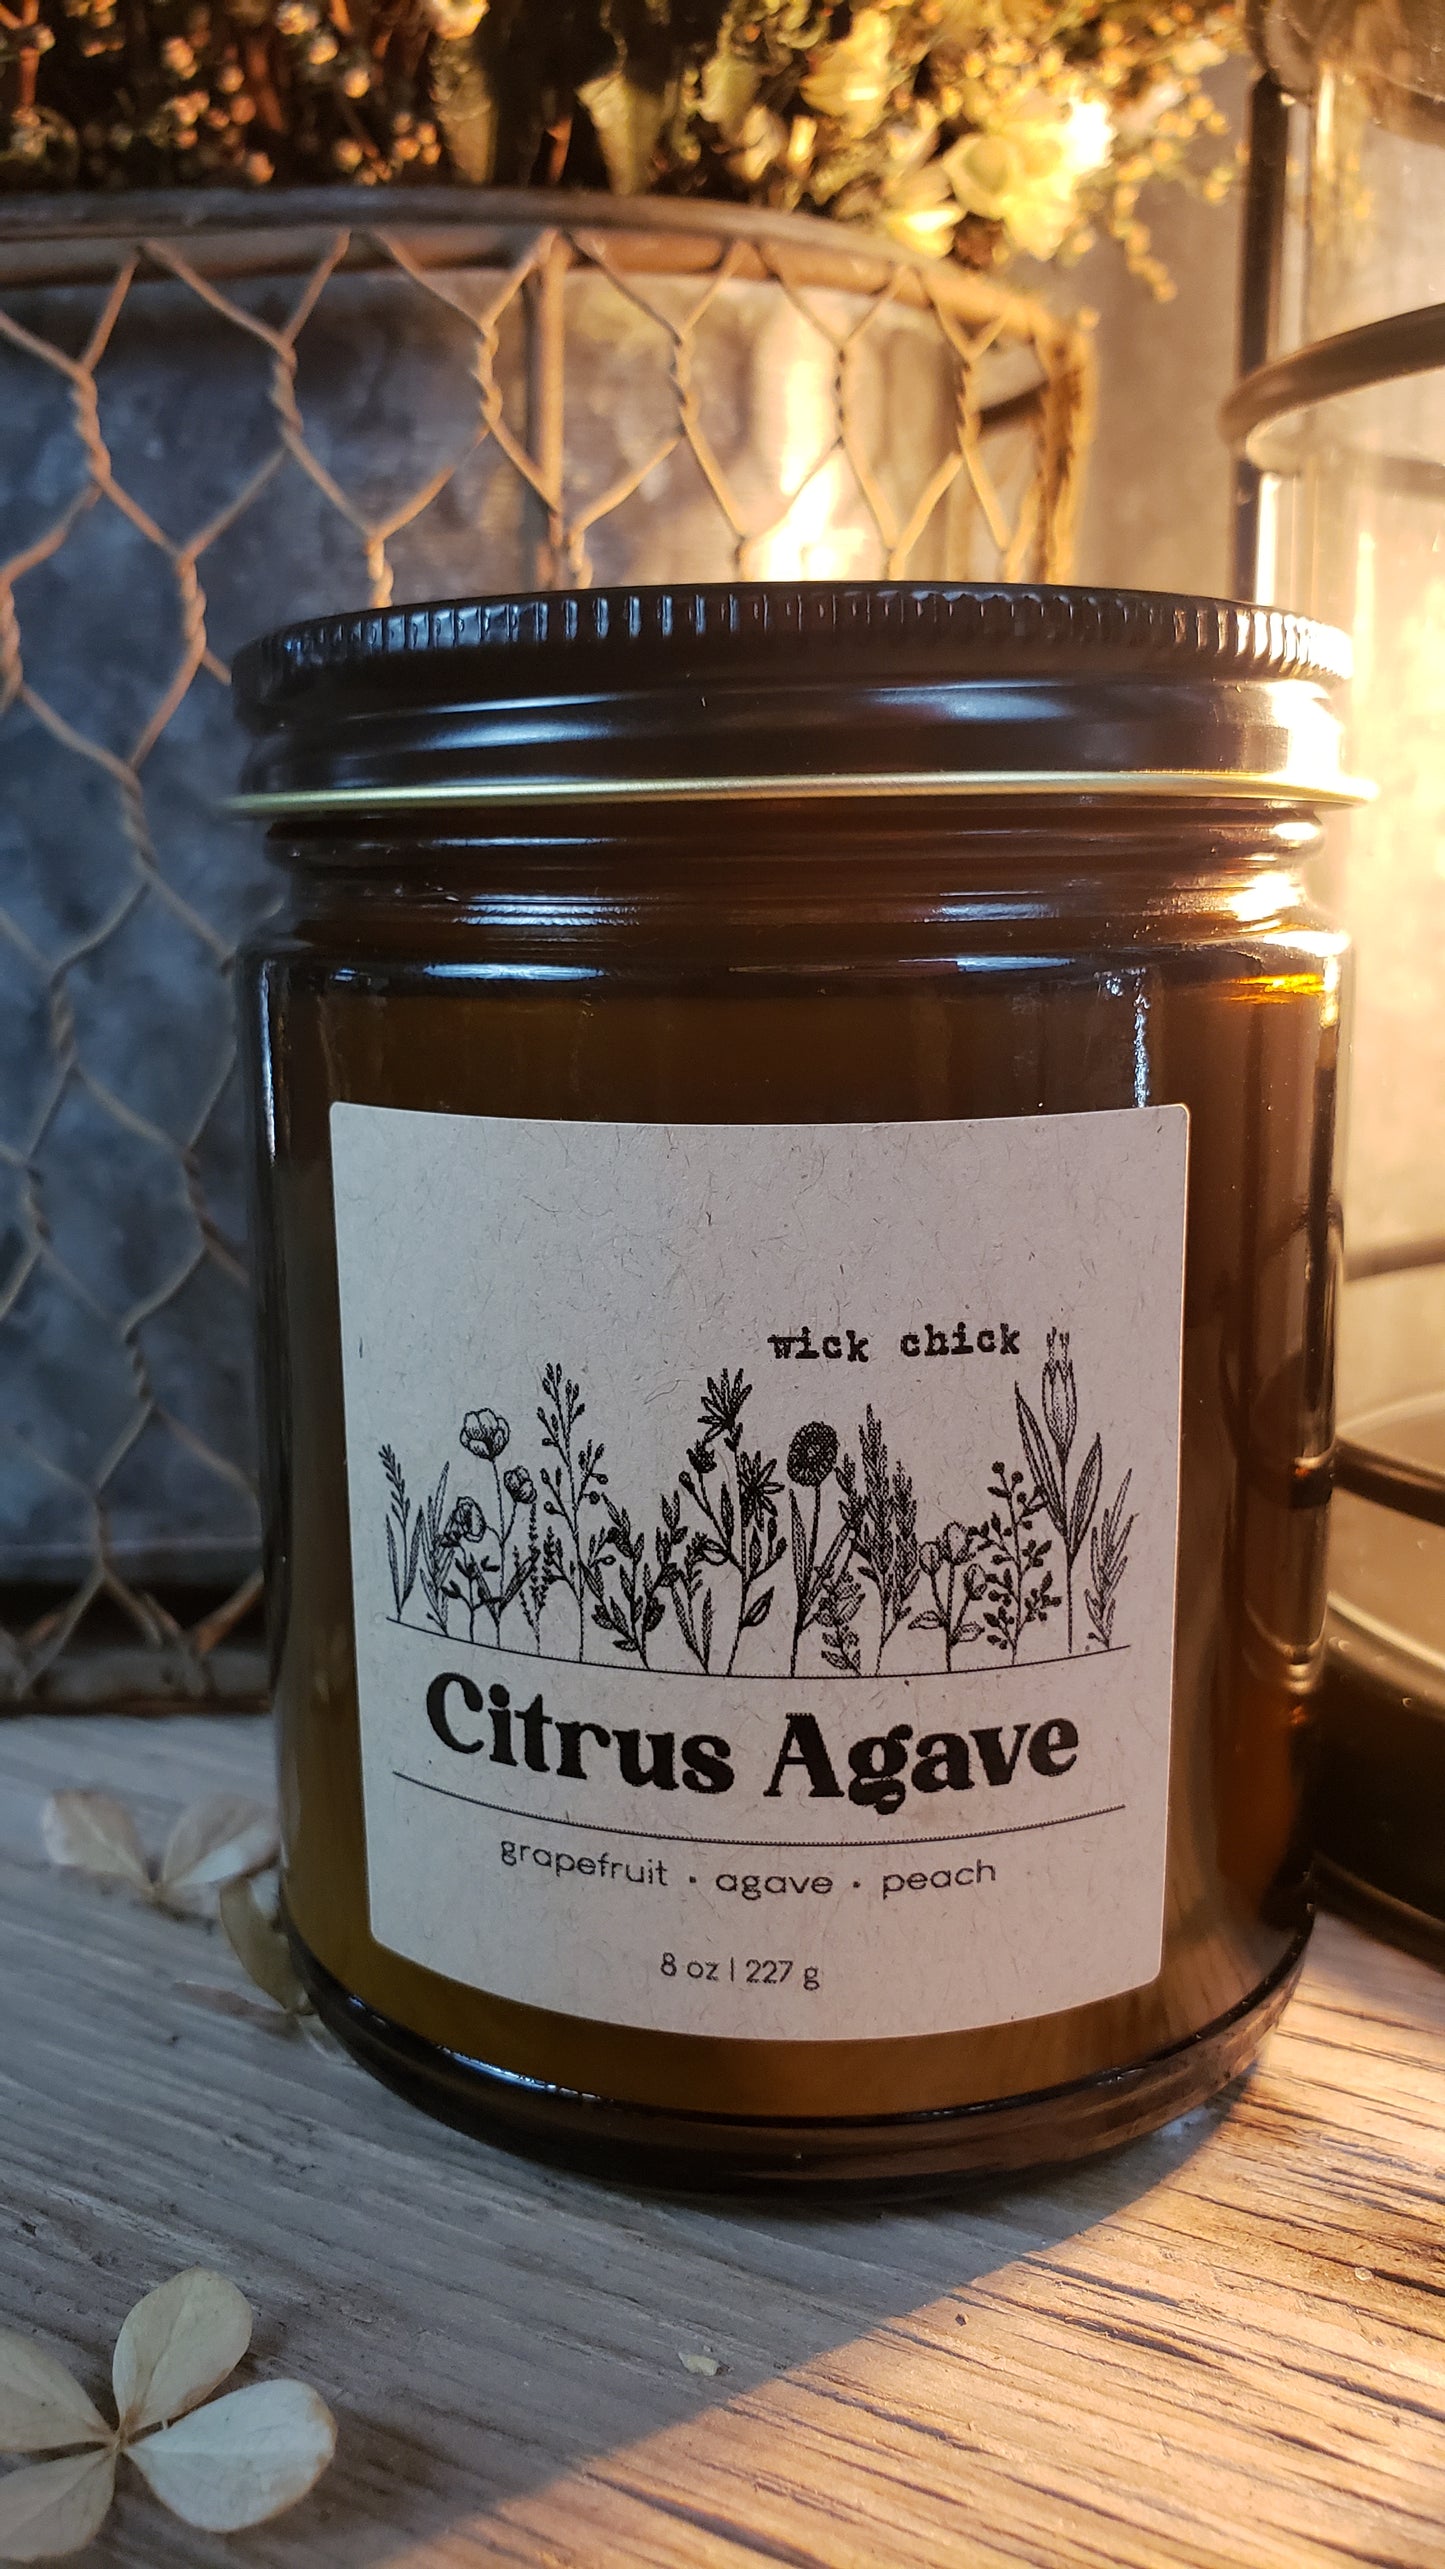 wick chick
Citrus Agave
grapefruit • agave • peach
8 oz | 227 g